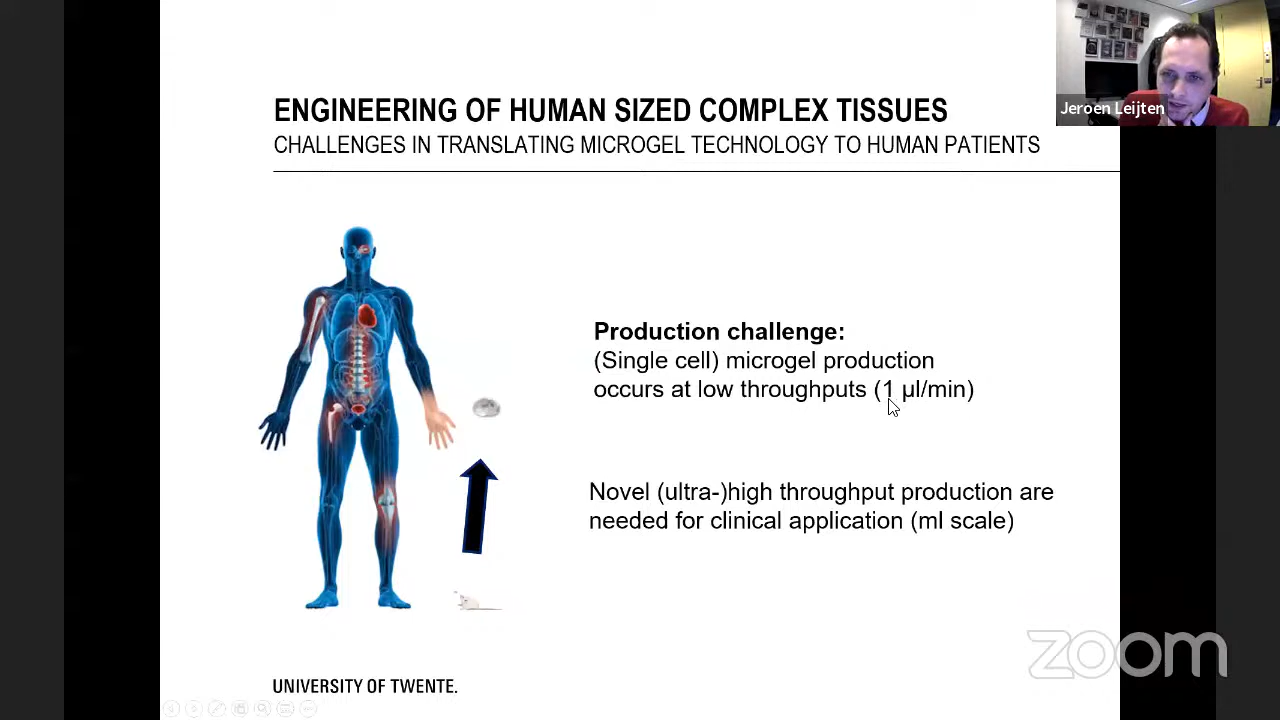 Jeroen Leijten
ENGINEERING OF HUMAN SIZED COMPLEX TISSUES
CHALLENGES IN TRANSLATING MICROGEL TECHNOLOGY TO HUMAN PATIENTS
Production challenge:
(Single cell) microgel production
occurs at low throughputs (1 µl/min)
Novel (ultra-)high throughput production are
needed for clinical application (ml scale)
UNIVERSITY OF TWENTE.
zoom